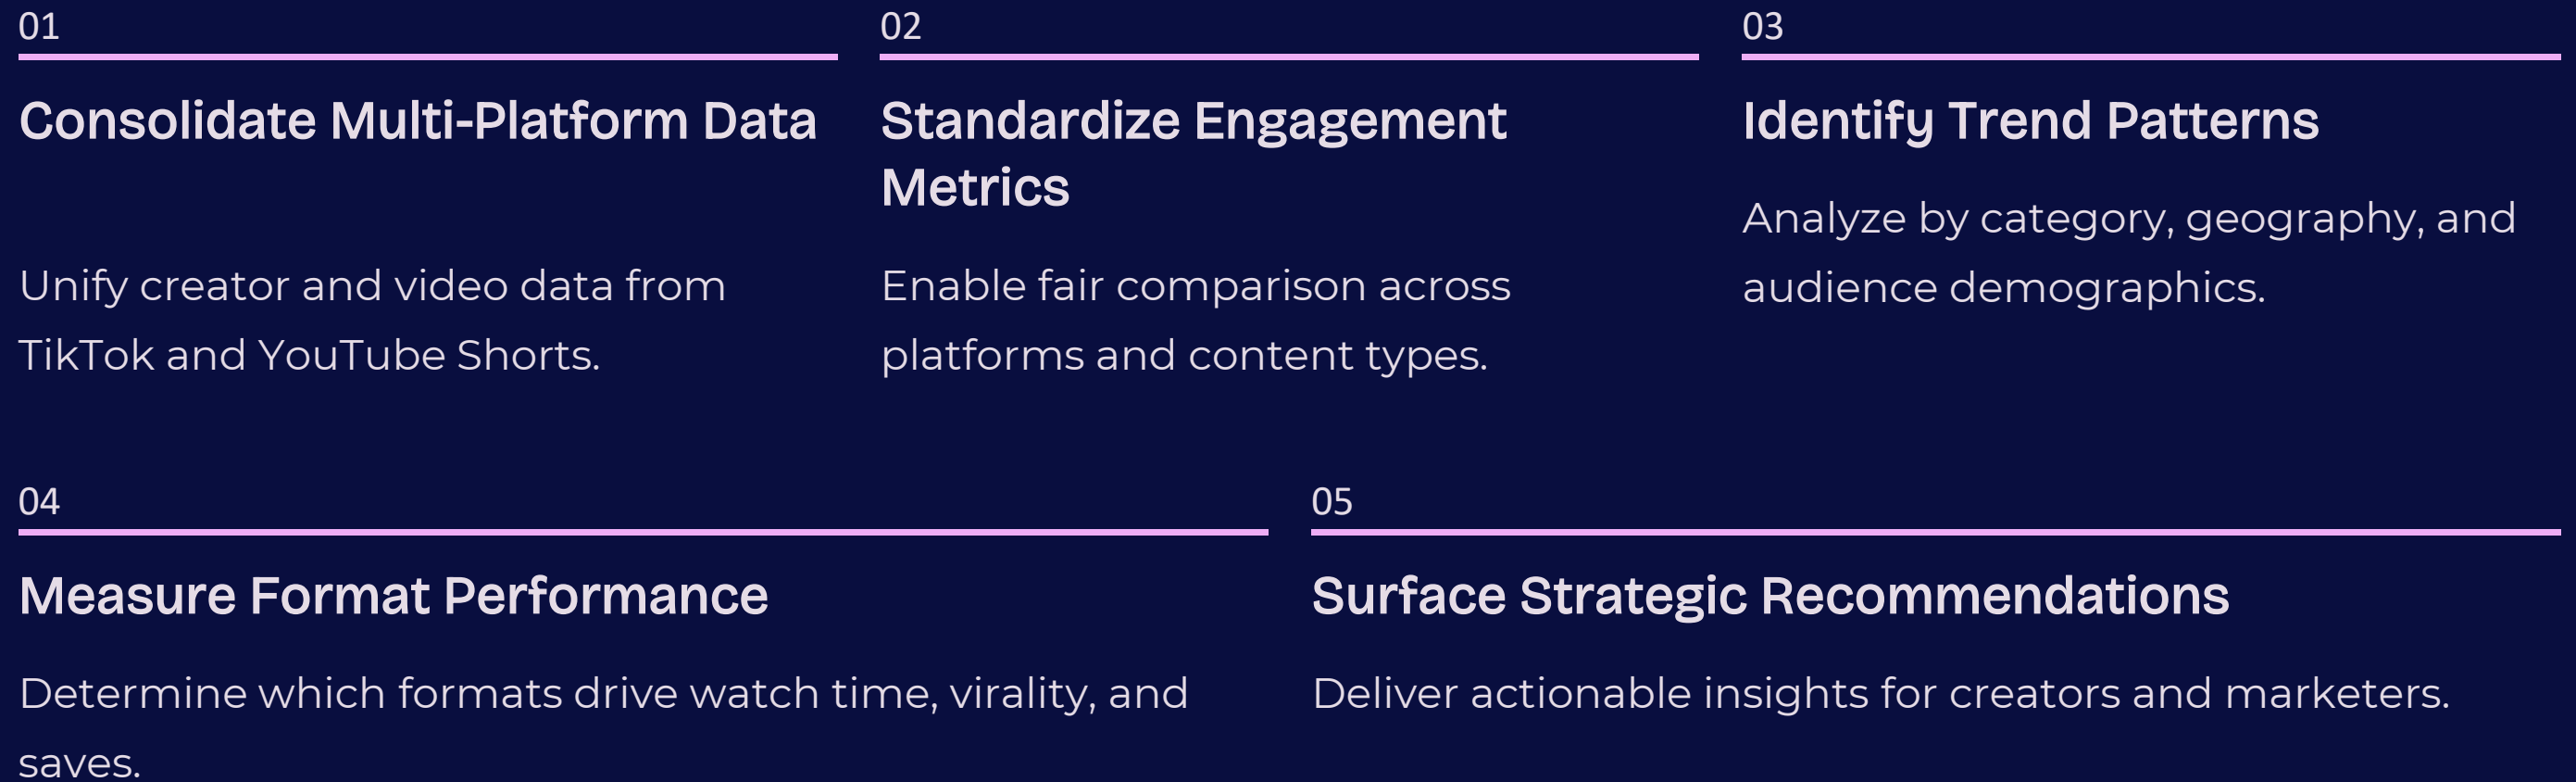 01
Consolidate Multi-Platform Data
Unify creator and video data from
TikTok and YouTube Shorts.
02
Standardize Engagement
Metrics
Enable fair comparison across
platforms and content types.
03
Identify Trend Patterns
Analyze by category, geography, and
audience demographics.
04
Measure Format Performance
Determine which formats drive watch time, virality, and
saves.
05
Surface Strategic Recommendations
Deliver actionable insights for creators and marketers.